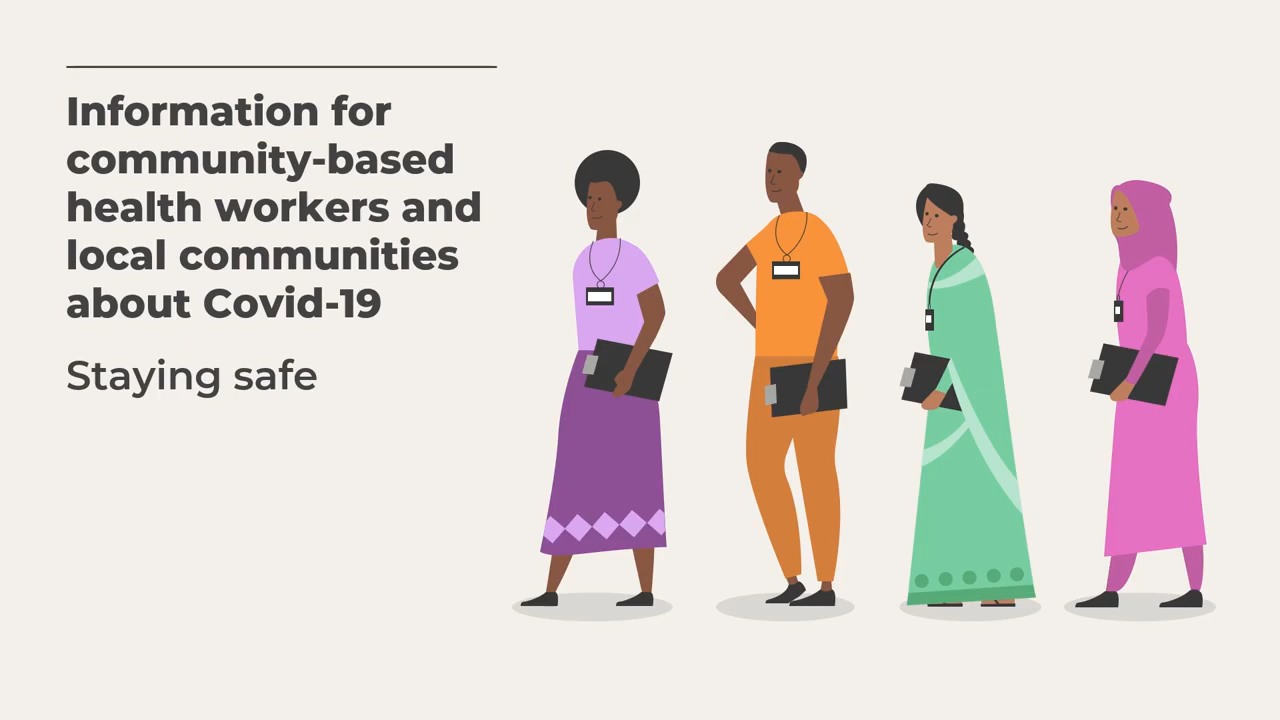 Information for
community-based
health workers and
local communities
about Covid-19
Staying safe